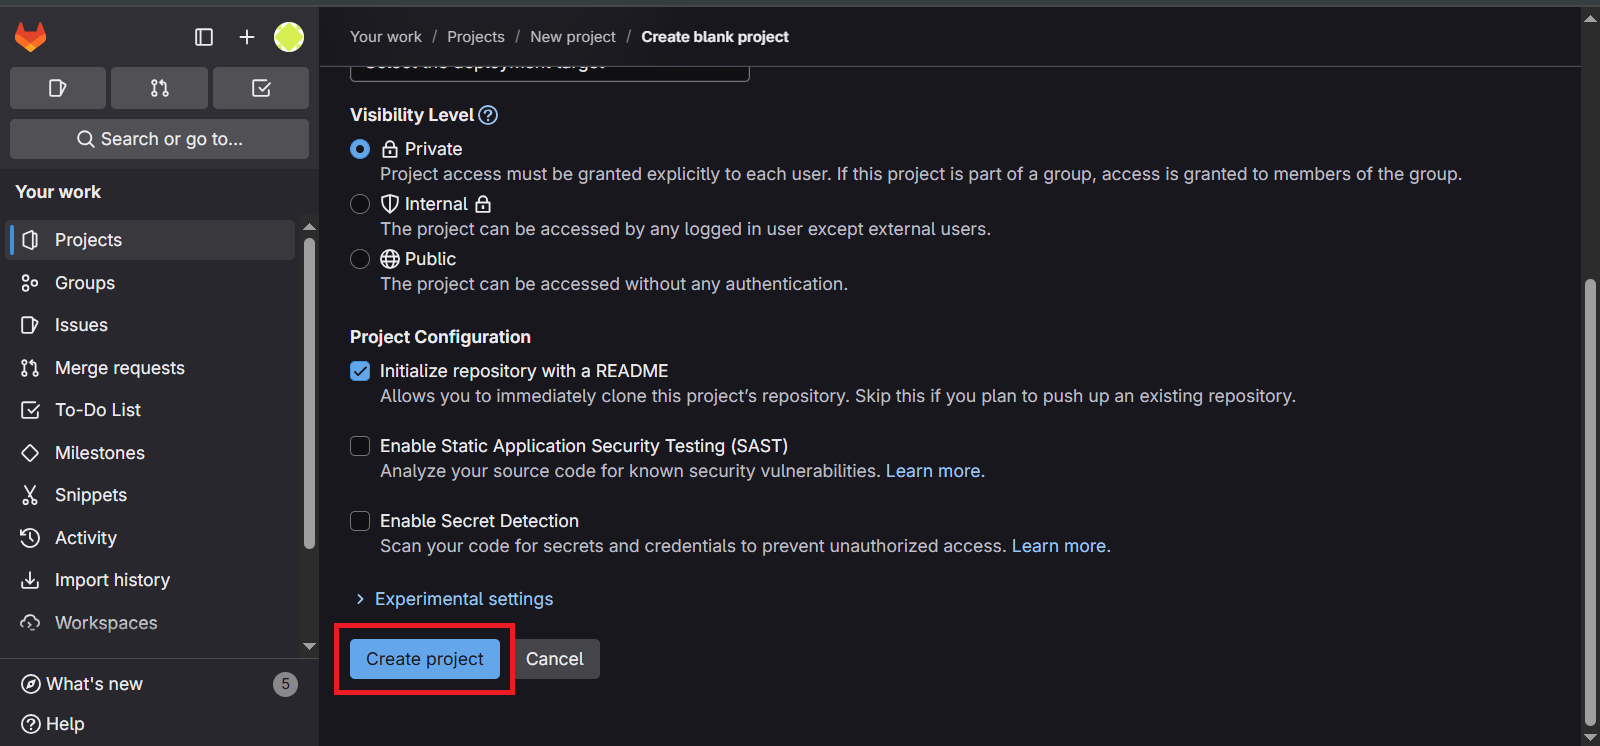 Your work / Projects / New project / Create blank project
Search or go to...
Your work
Projects
Groups
Issues
Merge requests
To-Do List
Milestones
Snippets
Activity
Import history
Workspaces
What's new 5
Help
Select the deployment target
Visibility Level
Private
Project access must be granted explicitly to each user. If this project is part of a group, access is granted to members of the group.
Internal
The project can be accessed by any logged in user except external users.
Public
The project can be accessed without any authentication.
Project Configuration
Initialize repository with a README
Allows you to immediately clone this project’s repository. Skip this if you plan to push up an existing repository.
Enable Static Application Security Testing (SAST)
Analyze your source code for known security vulnerabilities. Learn more.
Enable Secret Detection
Scan your code for secrets and credentials to prevent unauthorized access. Learn more.
Experimental settings
Create project Cancel